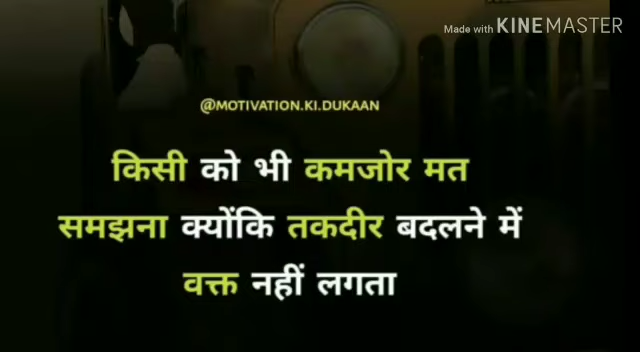 Made with KINEMASTER
@MOTIVATION.KI.DUKAAN
किसी को भी कमजोर मत
समझना क्योंकि तकदीर बदलने में
वक्त नहीं लगता